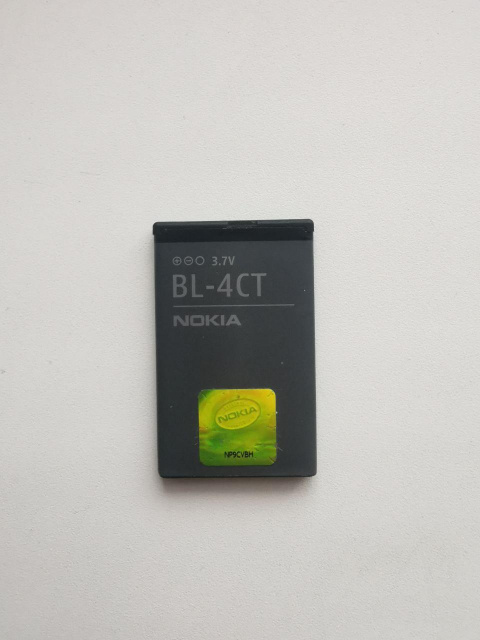 ⊕⊖○ 3.7V
BL-4CT
NOKIA
NOKIA
NP9CVBH